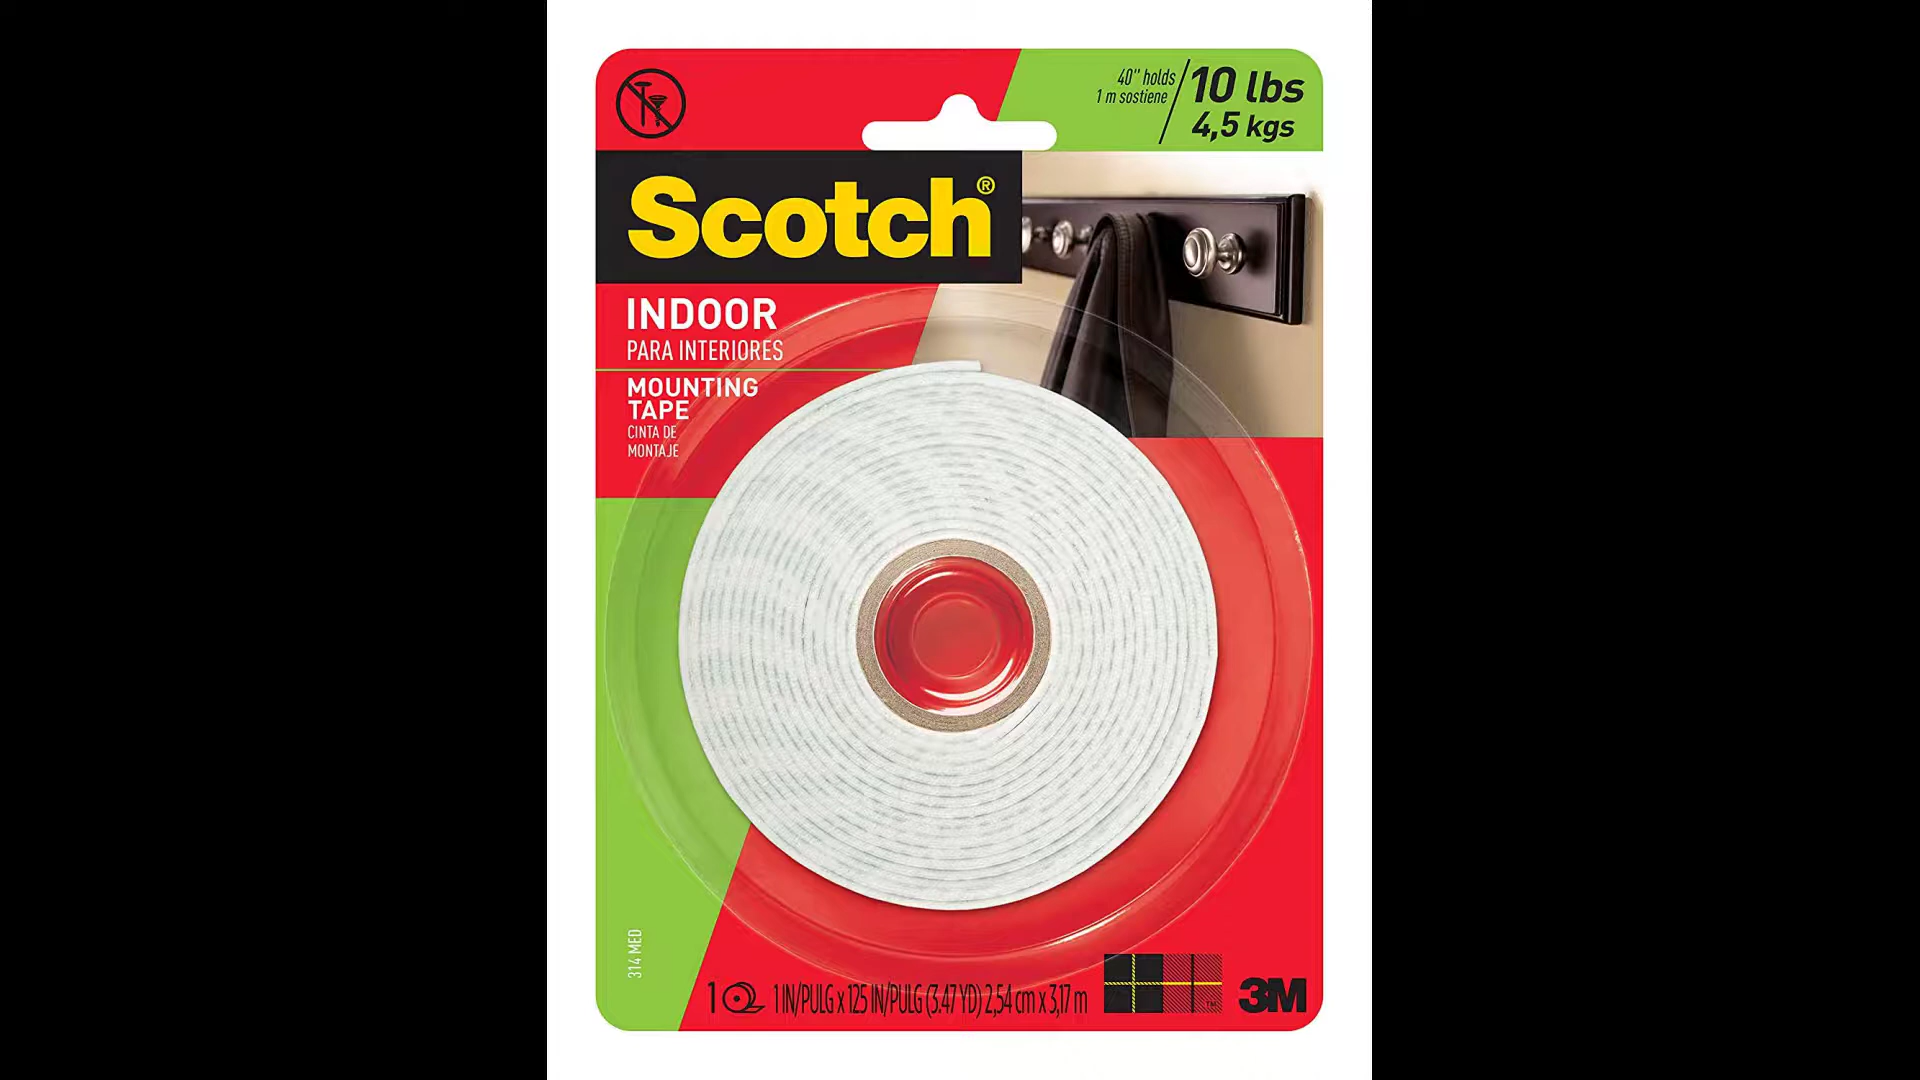 40" holds
1 m sostiene
10 lbs
4,5 kgs
Scotch®
INDOOR
PARA INTERIORES
MOUNTING
TAPE
CINTA DE
MONTAJE
314 MED
1 1 IN/PULG x 125 IN/PULG (3.47 YD) 2,54 cm x 3,17 m
™
3M